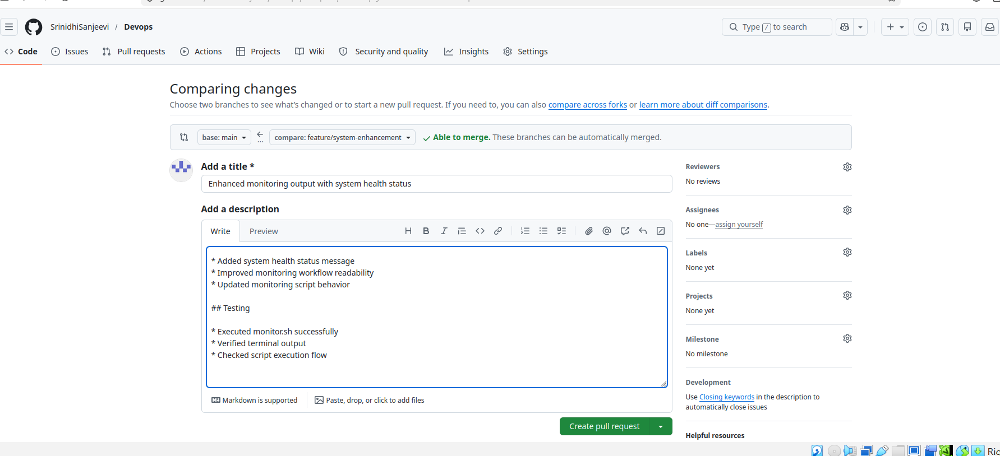 SrinidhiSanjeevi / Devops
Type / to search
Code
Issues
Pull requests
Actions
Projects
Wiki
Security and quality
Insights
Settings
Comparing changes
Choose two branches to see what's changed or to start a new pull request. If you need to, you can also compare across forks or learn more about diff comparisons.
base: main
...
compare: feature/system-enhancement
Able to merge. These branches can be automatically merged.
Add a title *
Enhanced monitoring output with system health status
Add a description
Write
Preview
* Added system health status message
* Improved monitoring workflow readability
* Updated monitoring script behavior
## Testing
* Executed monitor.sh successfully
* Verified terminal output
* Checked script execution flow
Markdown is supported
Paste, drop, or click to add files
Create pull request
Reviewers
No reviews
Assignees
No one—assign yourself
Labels
None yet
Projects
None yet
Milestone
No milestone
Development
Use Closing keywords in the description to
automatically close issues
Helpful resources